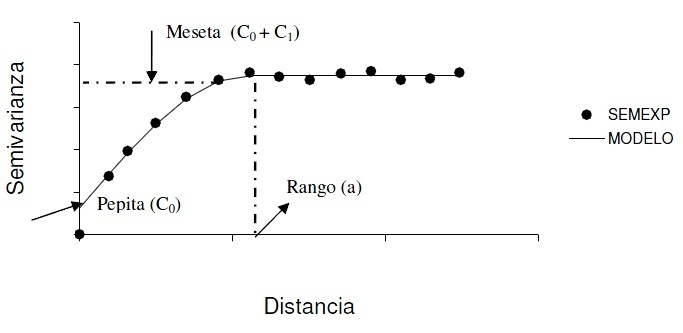 Meseta (C0 + C1)
Semivarianza
SEMEXP
MODELO
Rango (a)
Pepita (C0)
Distancia